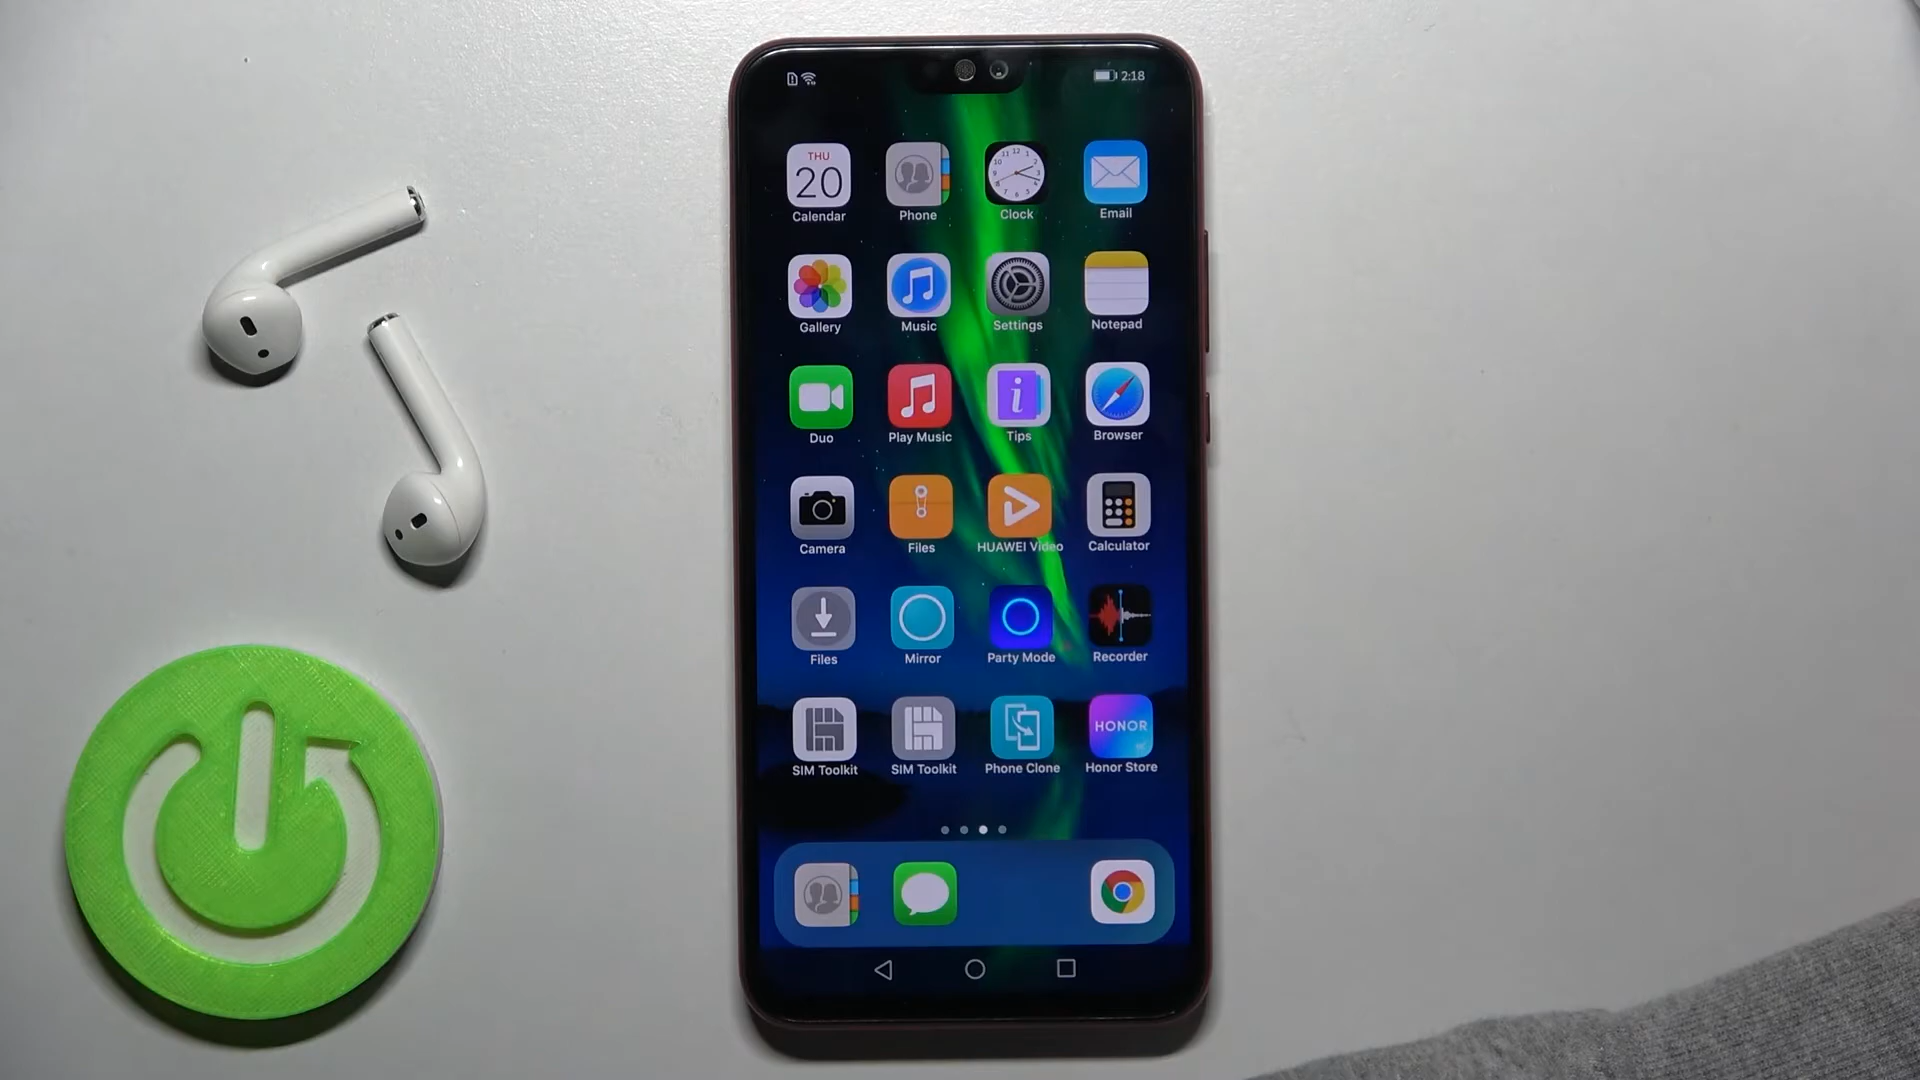 2:18
THU
20
Calendar
Phone
Clock
Email
Gallery
Music
Settings
Notepad
Duo
Play Music
Tips
Browser
Camera
Files
HUAWEI Video
Calculator
Files
Mirror
Party Mode
Recorder
HONOR
SIM Toolkit
SIM Toolkit
Phone Clone
Honor Store